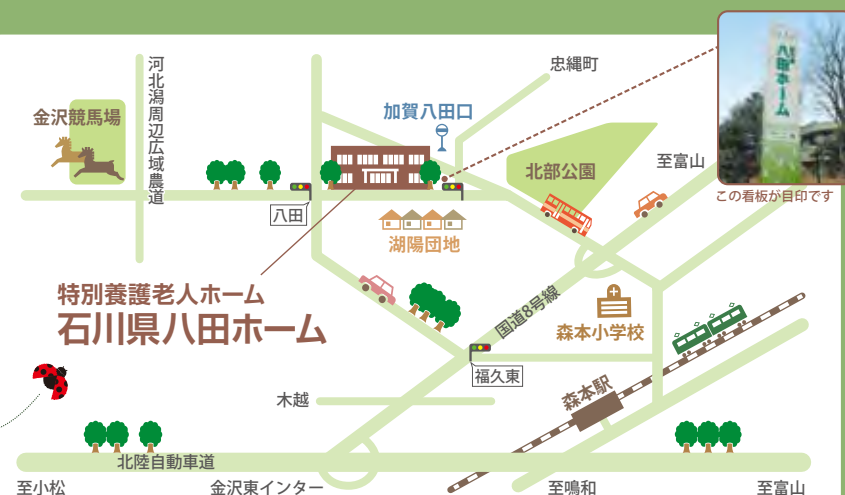 河北潟周辺広域農道
金沢競馬場
加賀八田口
忠縄町
八田ホーム
この看板が目印です
北部公園
至富山
八田
湖陽団地
特別養護老人ホーム
石川県八田ホーム
国道8号線
森本小学校
福久東
木越
森本駅
北陸自動車道
至小松
金沢東インター
至鳴和
至富山